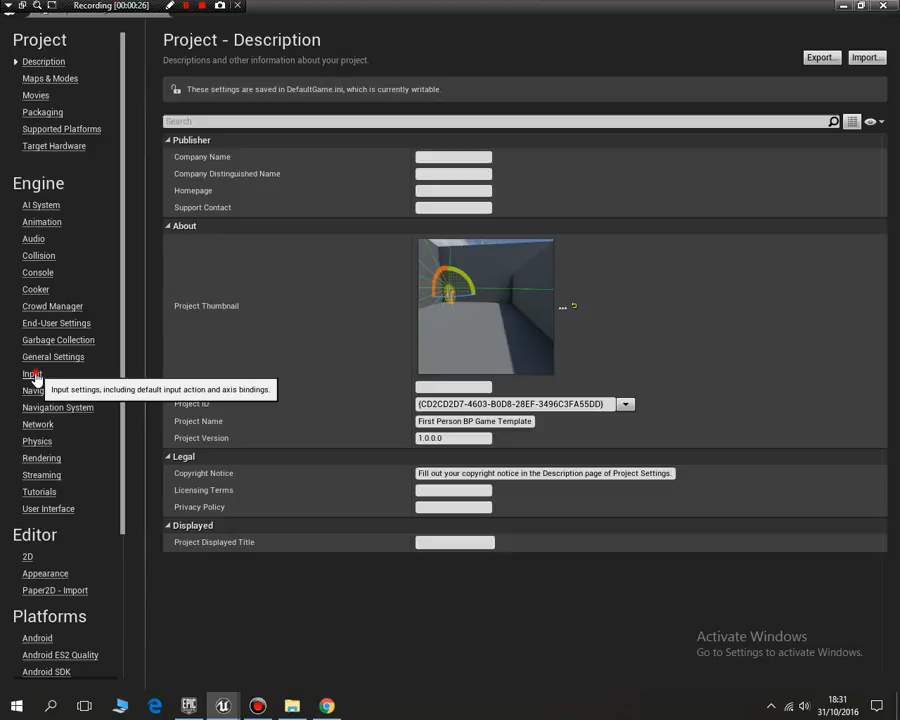 Recording [00:00:26]
Project
Description
Maps & Modes
Movies
Packaging
Supported Platforms
Target Hardware
Engine
AI System
Animation
Audio
Collision
Console
Cooker
Crowd Manager
End-User Settings
Garbage Collection
General Settings
Input
Navig
Navigation System
Network
Physics
Rendering
Streaming
Tutorials
User Interface
Editor
2D
Appearance
Paper2D - Import
Platforms
Android
Android ES2 Quality
Android SDK
Input settings, including default input action and axis bindings.
Project - Description
Descriptions and other information about your project.
Export...
Import...
These settings are saved in DefaultGame.ini, which is currently writable.
Search
Publisher
Company Name
Company Distinguished Name
Homepage
Support Contact
About
Project Thumbnail
...
Project ID
{CD2CD2D7-4603-B0D8-28EF-3496C3FA55DD}
Project Name
First Person BP Game Template
Project Version
1.0.0.0
Legal
Copyright Notice
Fill out your copyright notice in the Description page of Project Settings.
Licensing Terms
Privacy Policy
Displayed
Project Displayed Title
Activate Windows
Go to Settings to activate Windows.
EPIC
18:31
31/10/2016